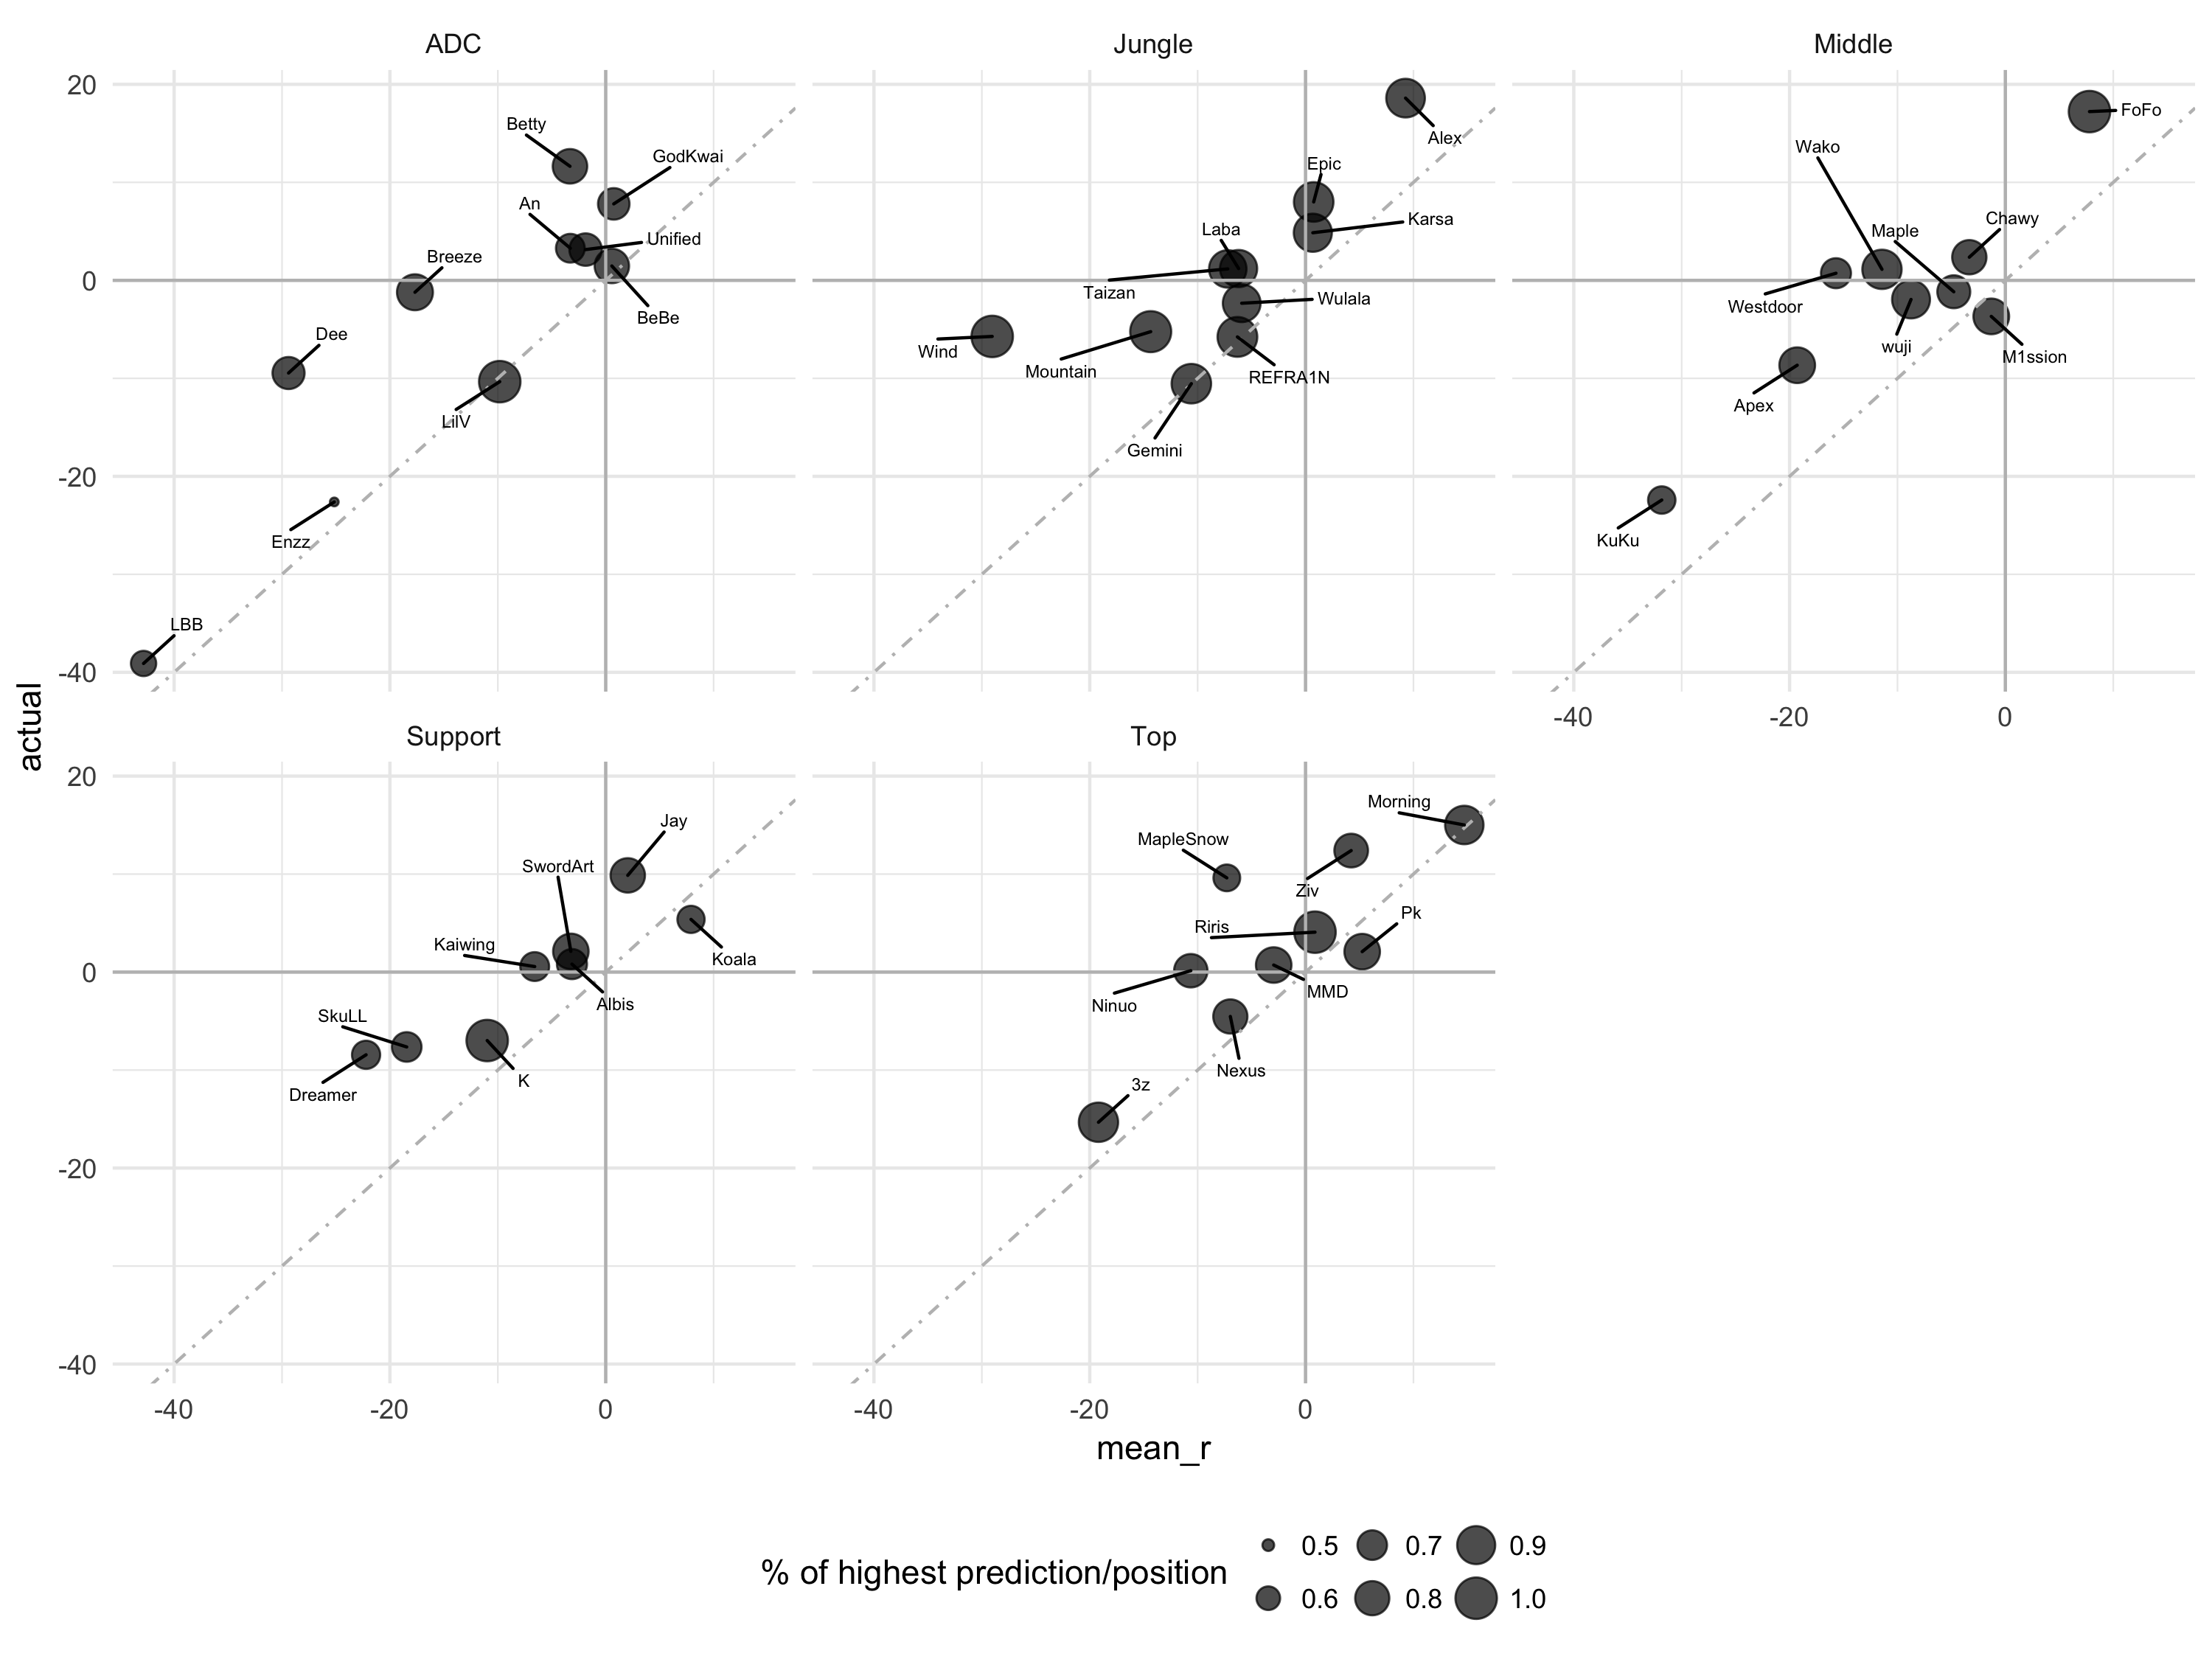 ADC
Jungle
Middle
20
0
-20
-40
Betty
GodKwai
An
Unified
Breeze
BeBe
Dee
LilV
Enzz
LBB
Alex
Epic
Karsa
Laba
Taizan
Wulala
Wind
Mountain
REFRA1N
Gemini
FoFo
Wako
Chawy
Maple
Westdoor
wuji
M1ssion
Apex
KuKu
-40
-20
0
actual
Support
Top
20
0
-20
-40
Jay
SwordArt
Kaiwing
Koala
Albis
SkuLL
K
Dreamer
Morning
MapleSnow
Ziv
Pk
Riris
MMD
Ninuo
Nexus
3z
-40
-20
0
-40
-20
0
mean_r
% of highest prediction/position
0.5
0.7
0.9
0.6
0.8
1.0